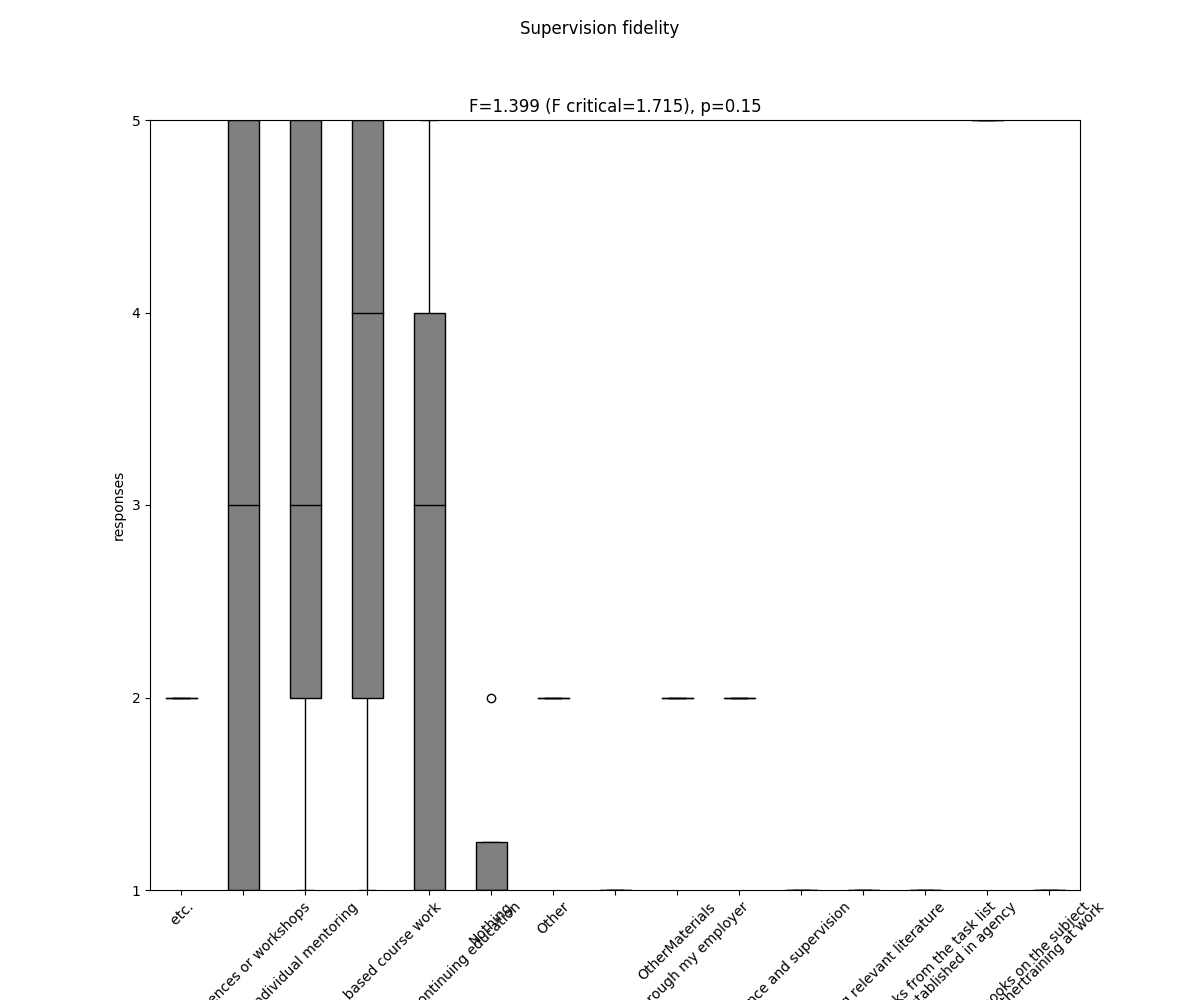 Supervision fidelity
F=1.399 (F critical=1.715), p=0.15
responses
5
4
3
2
1
etc.
ences or workshops
ndividual mentoring
based course work
ontinuing education
Nothing
Other
OtherMaterials
rough my employer
nce and supervision
g relevant literature
ks from the task list
tablished in agency
ooks on the subject
hertraining at work